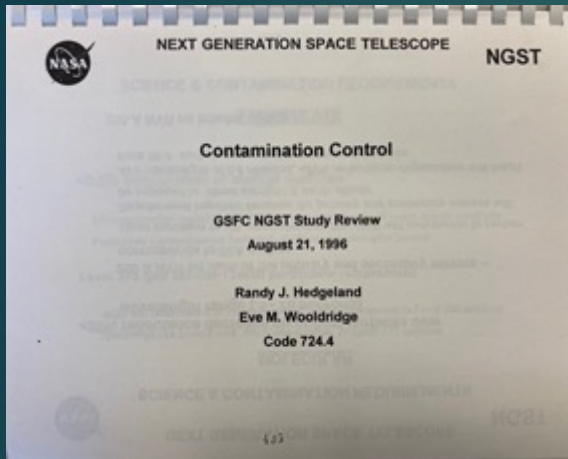 NASA
NEXT GENERATION SPACE TELESCOPE
NGST
Contamination Control
GSFC NGST Study Review
August 21, 1996
Randy J. Hedgeland
Eve M. Wooldridge
Code 724.4